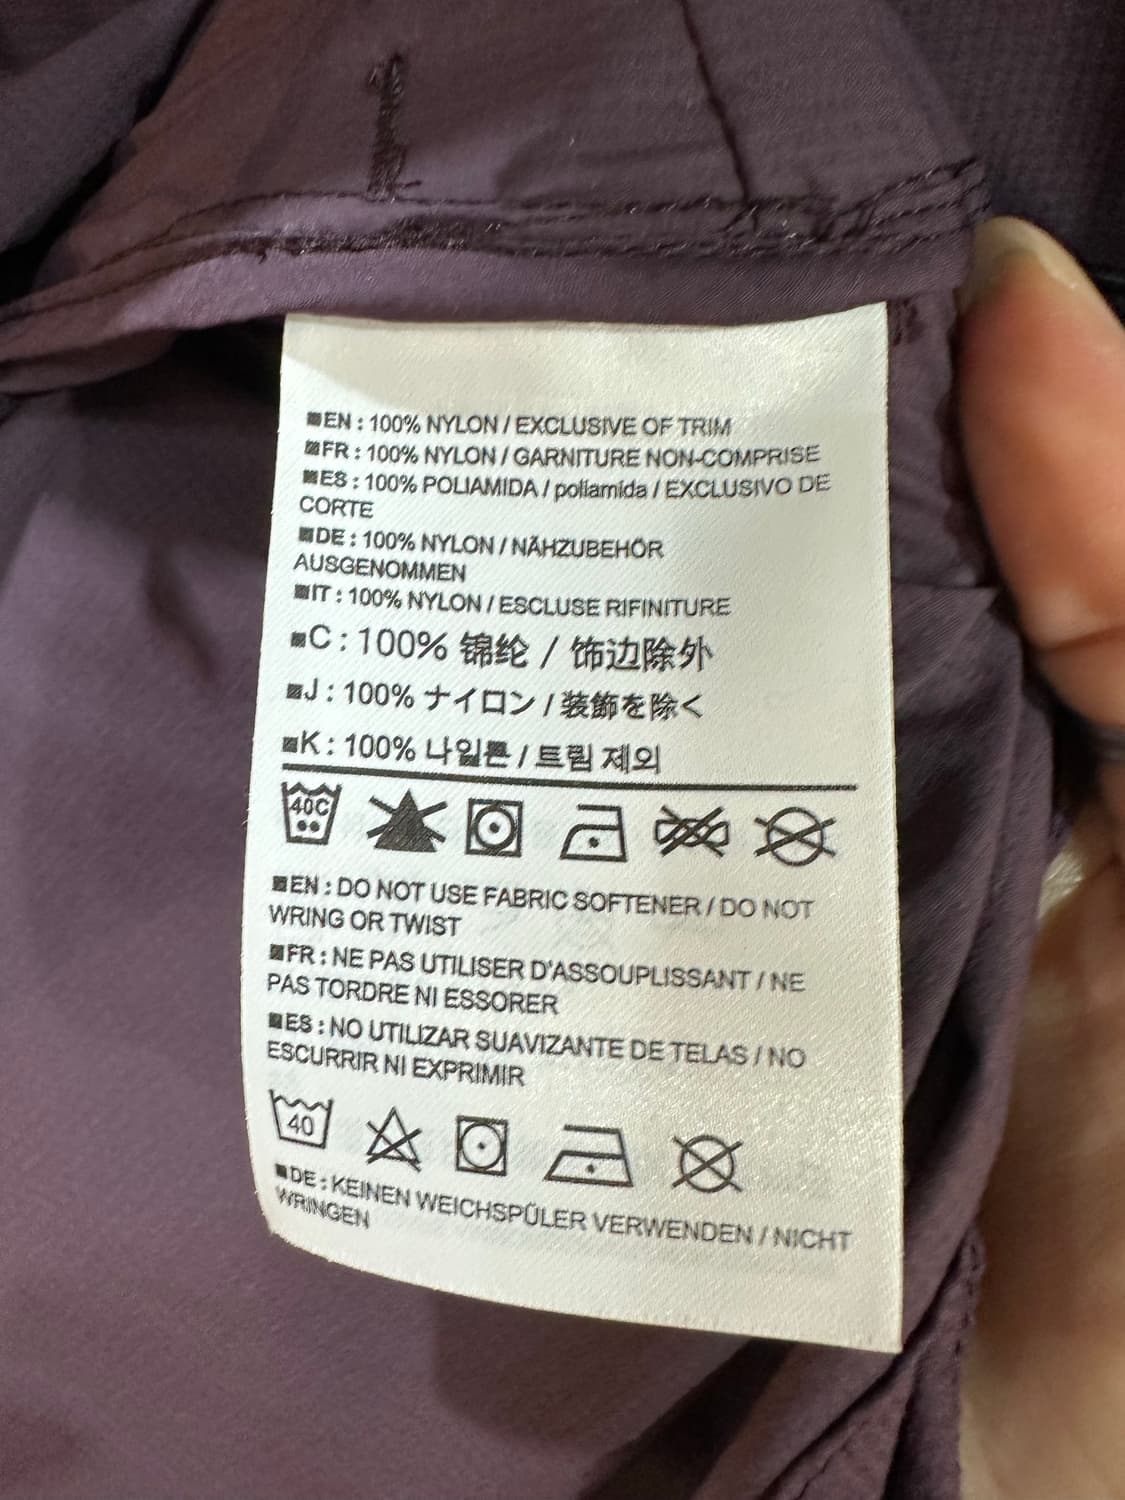 ■EN : 100% NYLON / EXCLUSIVE OF TRIM
■FR : 100% NYLON / GARNITURE NON-COMPRISE
■ES : 100% POLIAMIDA / poliamida / EXCLUSIVO DE
CORTE
■DE : 100% NYLON / NÄHZUBEHÖR
AUSGENOMMEN
■IT : 100% NYLON / ESCLUSE RIFINITURE
■C : 100% 锦纶 / 饰边除外
■J : 100% ナイロン / 装飾を除く
■K : 100% 나일론 / 트림 제외
40C
■EN : DO NOT USE FABRIC SOFTENER / DO NOT
WRING OR TWIST
■FR : NE PAS UTILISER D'ASSOUPLISSANT / NE
PAS TORDRE NI ESSORER
■ES : NO UTILIZAR SUAVIZANTE DE TELAS / NO
ESCURRIR NI EXPRIMIR
40
■DE : KEINEN WEICHSPÜLER VERWENDEN / NICHT
WRINGEN